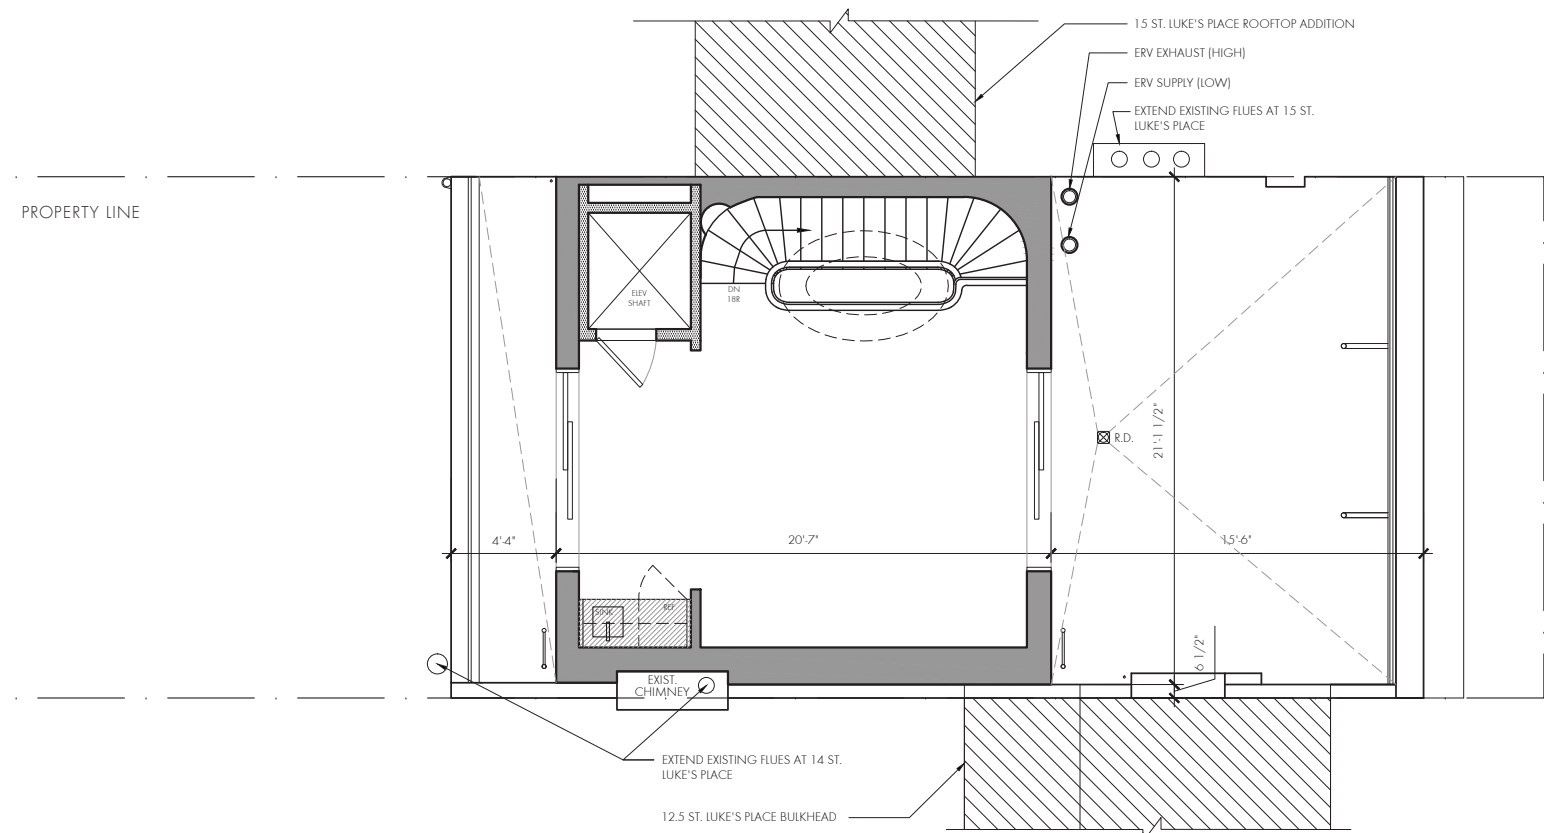 15 ST. LUKE'S PLACE ROOFTOP ADDITION
ERV EXHAUST (HIGH)
ERV SUPPLY (LOW)
EXTEND EXISTING FLUES AT 15 ST.
LUKE'S PLACE
PROPERTY LINE
ELEV
SHAFT
DN
18R
R.D.
21'-1 1/2"
4'-4"
20'-7"
15'-6"
SINK
REF
6 1/2"
EXIST.
CHIMNEY
EXTEND EXISTING FLUES AT 14 ST.
LUKE'S PLACE
12.5 ST. LUKE'S PLACE BULKHEAD